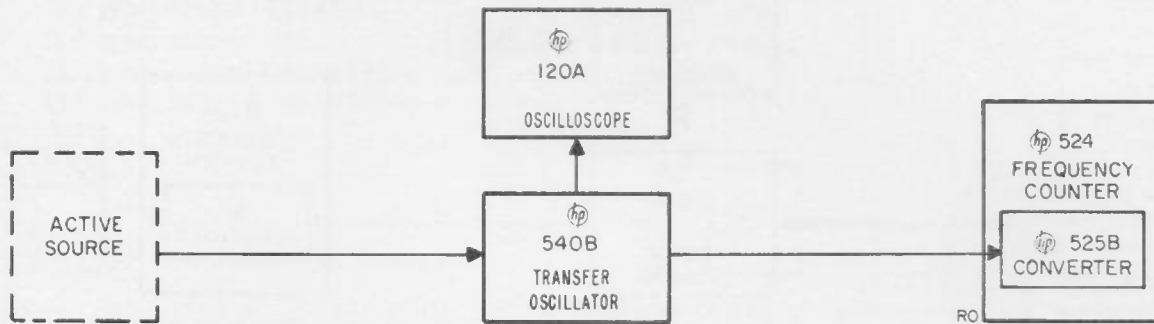 hp
120A
OSCILLOSCOPE
ACTIVE
SOURCE
hp
540B
TRANSFER
OSCILLATOR
hp 524
FREQUENCY
COUNTER
hp 525B
CONVERTER
RO